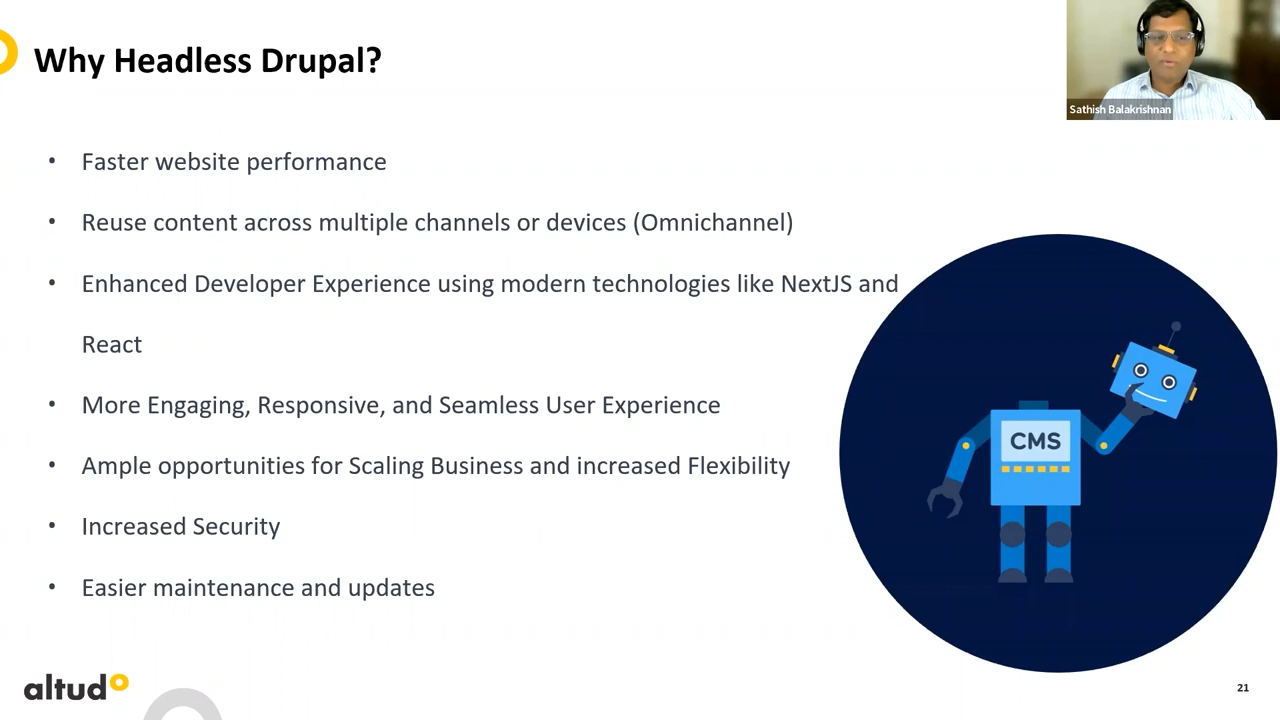 Why Headless Drupal?
Sathish Balakrishnan
• Faster website performance
• Reuse content across multiple channels or devices (Omnichannel)
• Enhanced Developer Experience using modern technologies like NextJS and
React
• More Engaging, Responsive, and Seamless User Experience
• Ample opportunities for Scaling Business and increased Flexibility
• Increased Security
• Easier maintenance and updates
CMS
altudo
21